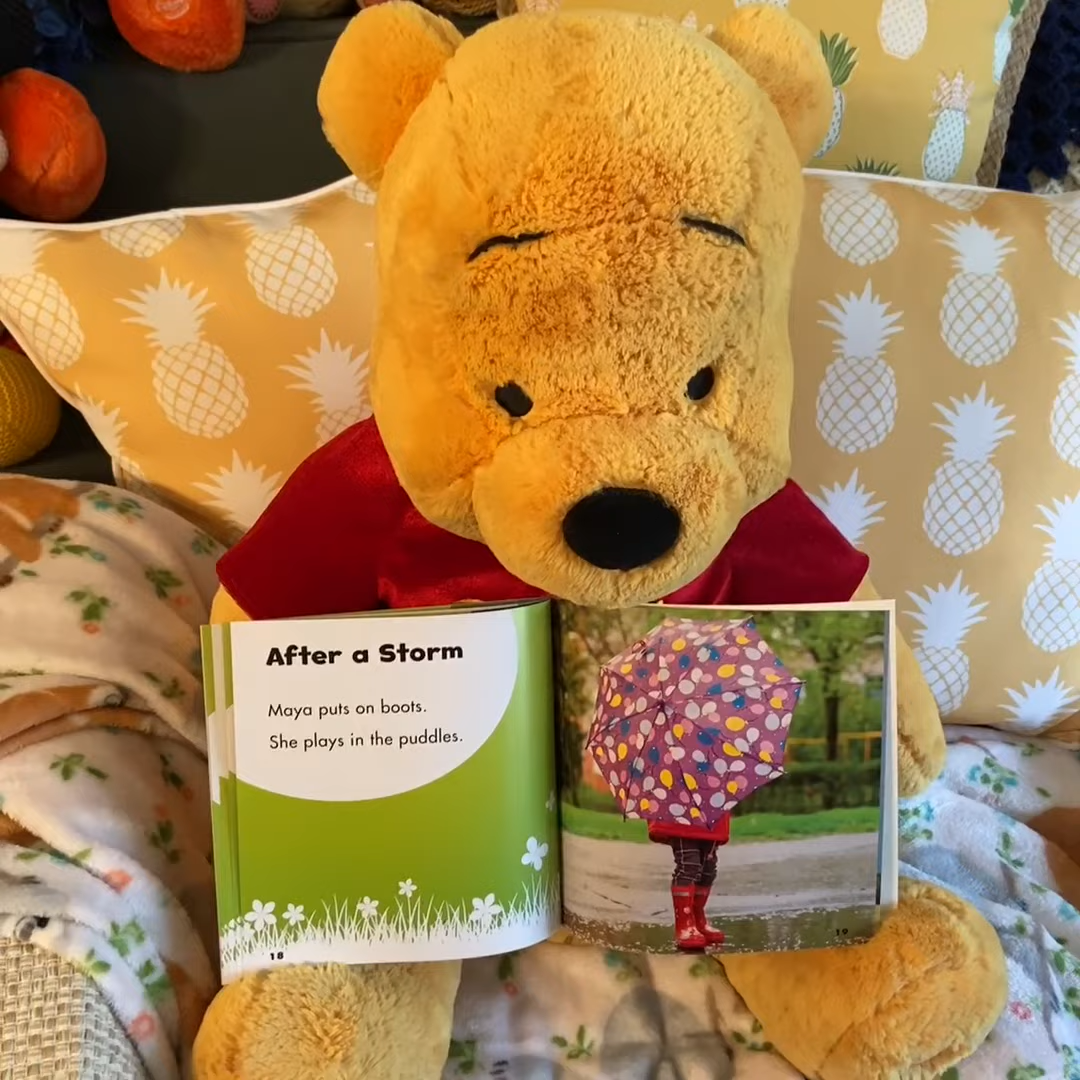 After a Storm
Maya puts on boots.
She plays in the puddles.
18
19